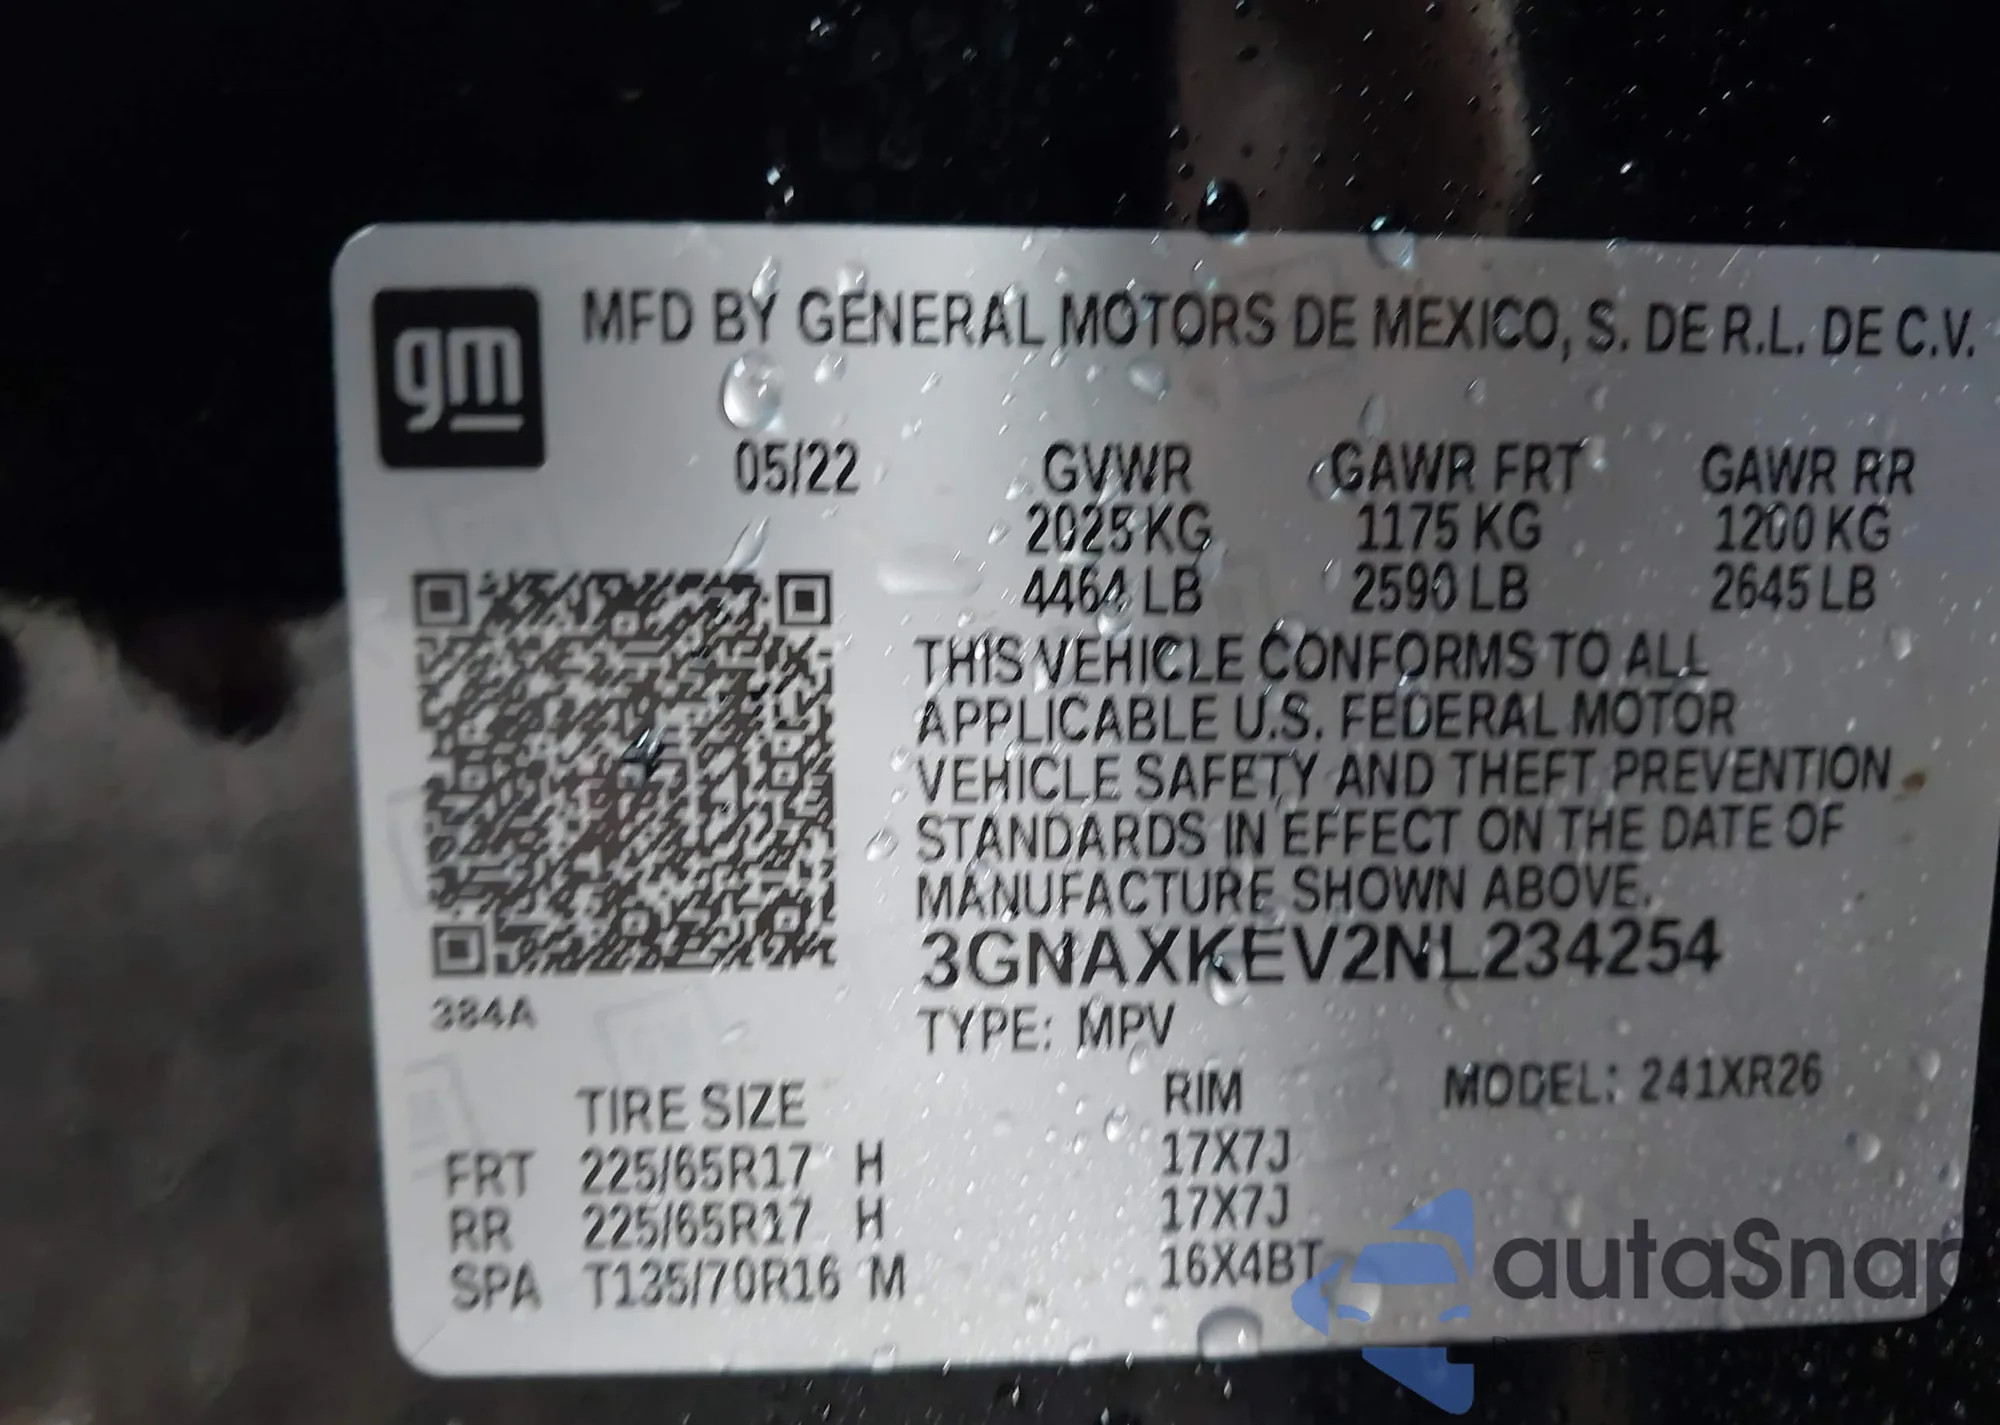 gm
MFD BY GENERAL MOTORS DE MEXICO, S. DE R.L. DE C.V.
05/22 GVWR GAWR FRT GAWR RR
2025 KG 1175 KG 1200 KG
4464 LB 2590 LB 2645 LB
THIS VEHICLE CONFORMS TO ALL
APPLICABLE U.S. FEDERAL MOTOR
VEHICLE SAFETY AND THEFT PREVENTION
STANDARDS IN EFFECT ON THE DATE OF
MANUFACTURE SHOWN ABOVE.
3GNAXKEV2NL234254
384A
TYPE: MPV
MODEL: 241XR26
TIRE SIZE RIM
FRT 225/65R17 H 17X7J
RR 225/65R17 H 17X7J
SPA T135/70R16 M 16X4BT
autaSnap